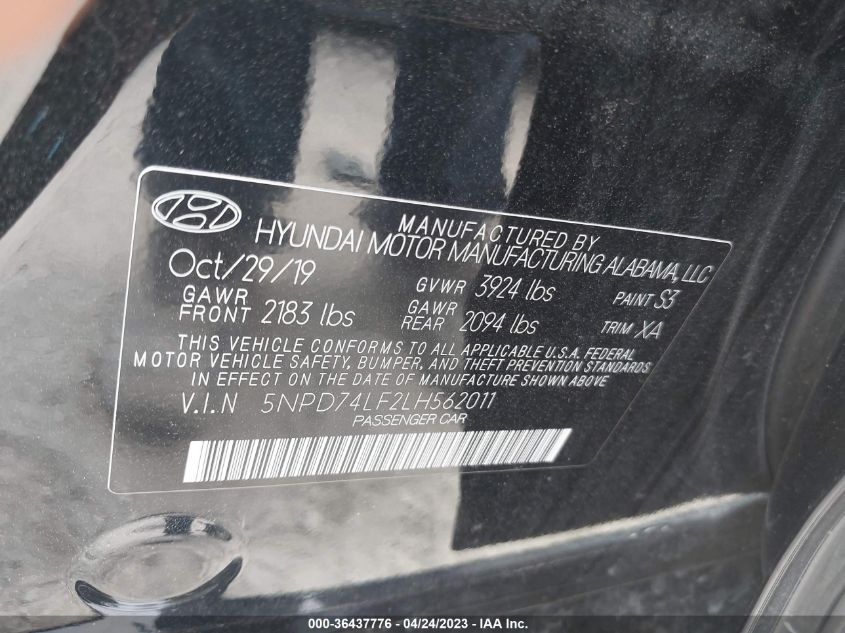 MANUFACTURED BY
HYUNDAI MOTOR MANUFACTURING ALABAMA, LLC
Oct/29/19
GVWR 3924 lbs PAINT S3
GAWR FRONT 2183 lbs GAWR REAR 2094 lbs TRIM XA
THIS VEHICLE CONFORMS TO ALL APPLICABLE U.S.A. FEDERAL
MOTOR VEHICLE SAFETY, BUMPER, AND THEFT PREVENTION STANDARDS
IN EFFECT ON THE DATE OF MANUFACTURE SHOWN ABOVE
V.I.N 5NPD74LF2LH562011
PASSENGER CAR
000-36437776 - 04/24/2023 - IAA Inc.